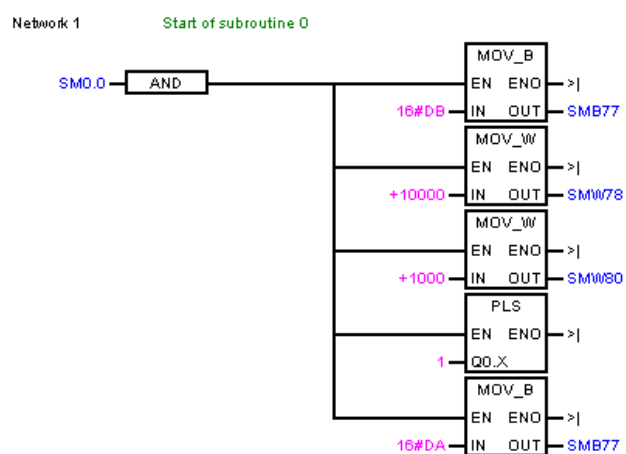 Network 1 Start of subroutine 0
MOV_B
SM0.0 AND EN ENO >|
16#DB IN OUT SMB77
MOV_W
EN ENO >|
+10000 IN OUT SMW78
MOV_W
EN ENO >|
+1000 IN OUT SMW80
PLS
EN ENO >|
1 Q0.X
MOV_B
EN ENO >|
16#DA IN OUT SMB77